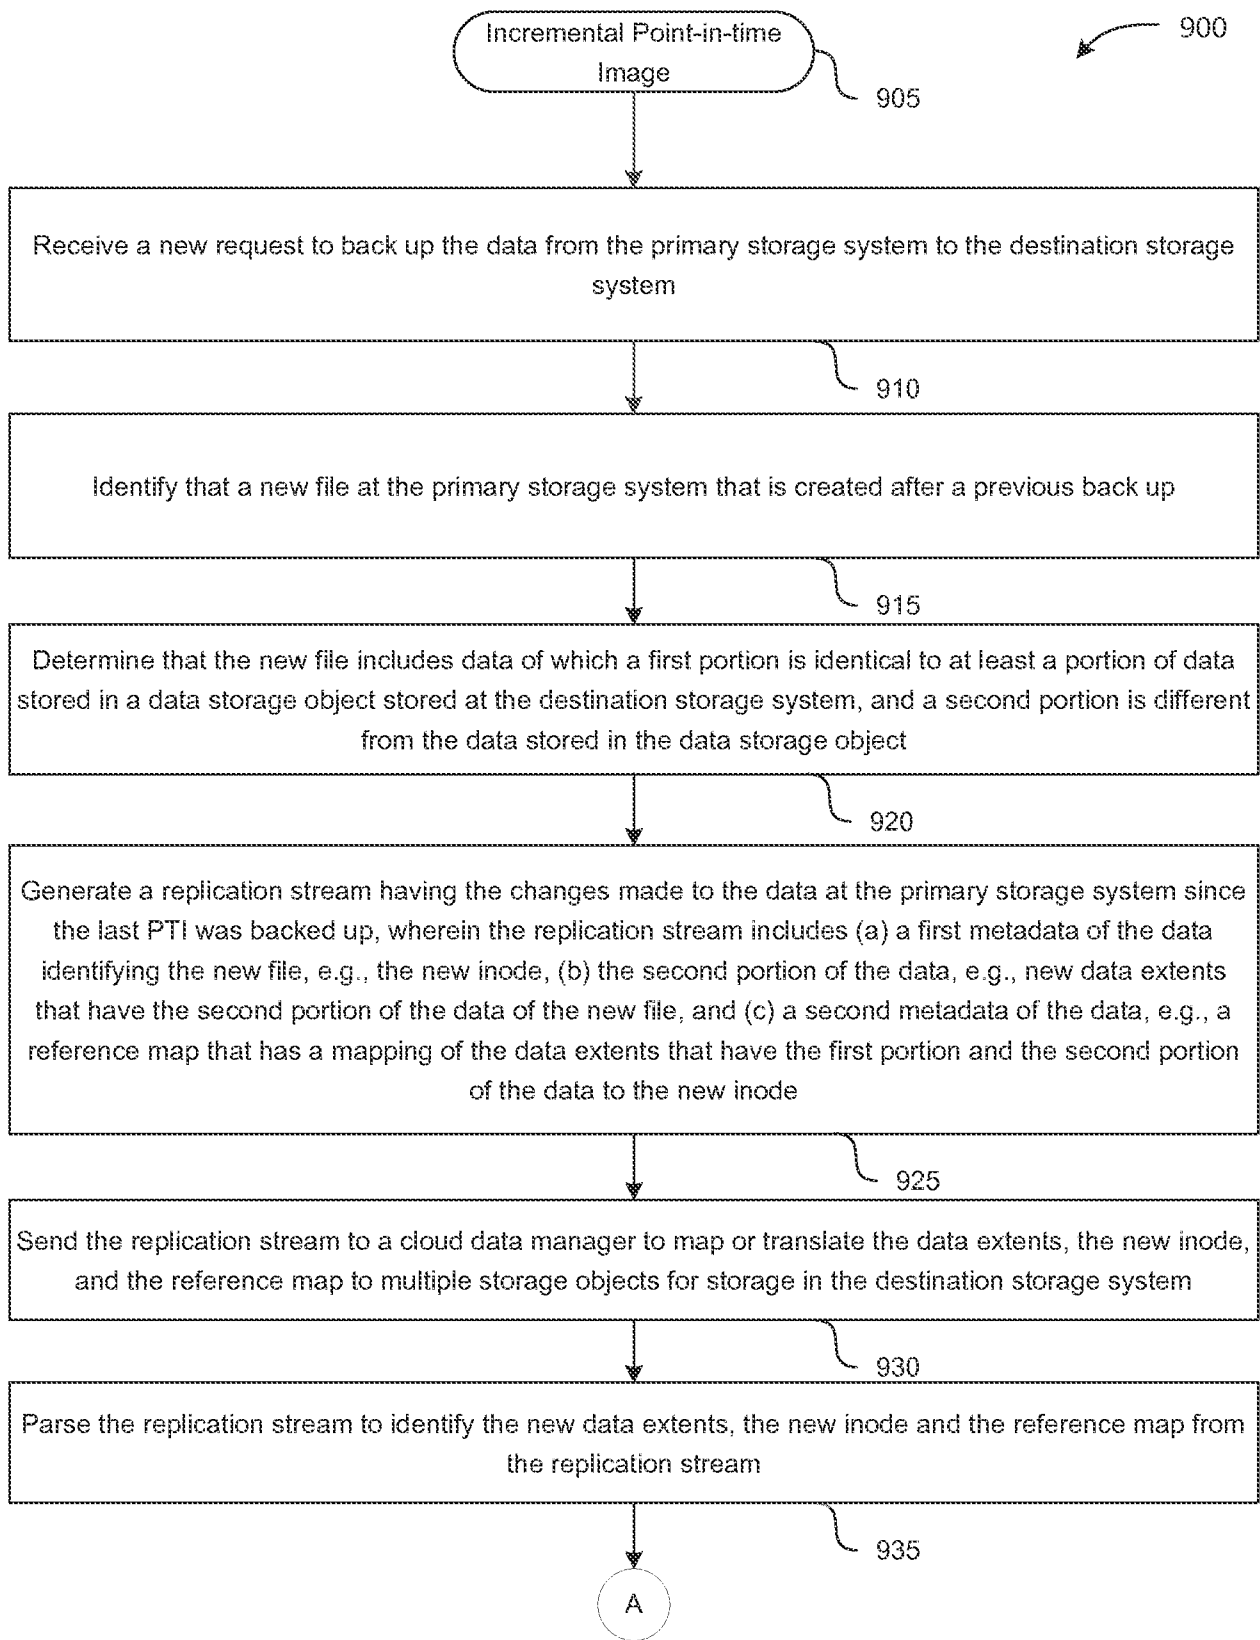 Incremental Point-in-time
Image
900
905
Receive a new request to back up the data from the primary storage system to the destination storage
system
910
Identify that a new file at the primary storage system that is created after a previous back up
915
Determine that the new file includes data of which a first portion is identical to at least a portion of data
stored in a data storage object stored at the destination storage system, and a second portion is different
from the data stored in the data storage object
920
Generate a replication stream having the changes made to the data at the primary storage system since
the last PTI was backed up, wherein the replication stream includes (a) a first metadata of the data
identifying the new file, e.g., the new inode, (b) the second portion of the data, e.g., new data extents
that have the second portion of the data of the new file, and (c) a second metadata of the data, e.g., a
reference map that has a mapping of the data extents that have the first portion and the second portion
of the data to the new inode
925
Send the replication stream to a cloud data manager to map or translate the data extents, the new inode,
and the reference map to multiple storage objects for storage in the destination storage system
930
Parse the replication stream to identify the new data extents, the new inode and the reference map from
the replication stream
935
A